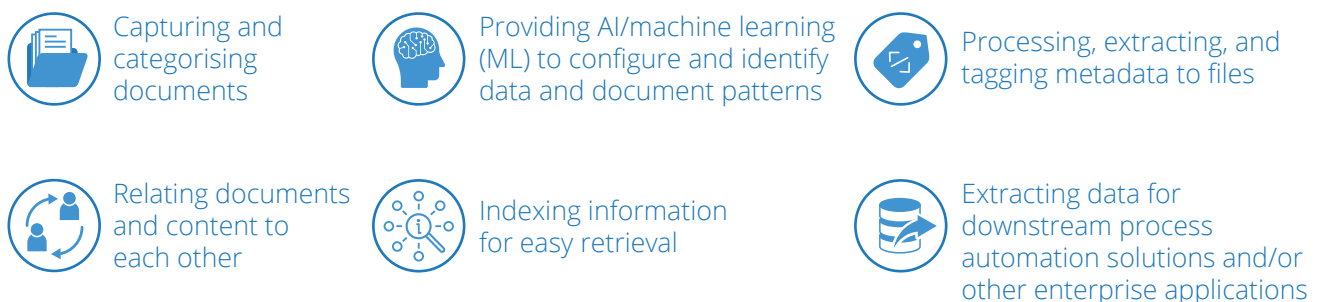 Capturing and
categorising
documents
Providing AI/machine learning
(ML) to configure and identify
data and document patterns
Processing, extracting, and
tagging metadata to files
Relating documents
and content to
each other
Indexing information
for easy retrieval
Extracting data for
downstream process
automation solutions and/or
other enterprise applications